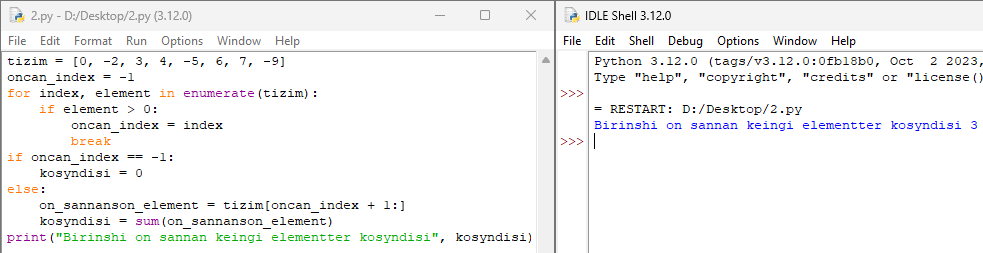 2.py - D:/Desktop/2.py (3.12.0)
File Edit Format Run Options Window Help
tizim = [0, -2, 3, 4, -5, 6, 7, -9]
oncan_index = -1
for index, element in enumerate(tizim):
    if element > 0:
        oncan_index = index
        break
if oncan_index == -1:
    kosyndisi = 0
else:
    on_sannanson_element = tizim[oncan_index + 1:]
    kosyndisi = sum(on_sannanson_element)
print("Birinshi on sannan keingi elementter kosyndisi", kosyndisi)
IDLE Shell 3.12.0
File Edit Shell Debug Options Window Help
Python 3.12.0 (tags/v3.12.0:0fb18b0, Oct  2 2023,
Type "help", "copyright", "credits" or "license()
>>>
= RESTART: D:/Desktop/2.py
Birinshi on sannan keingi elementter kosyndisi 3
>>>